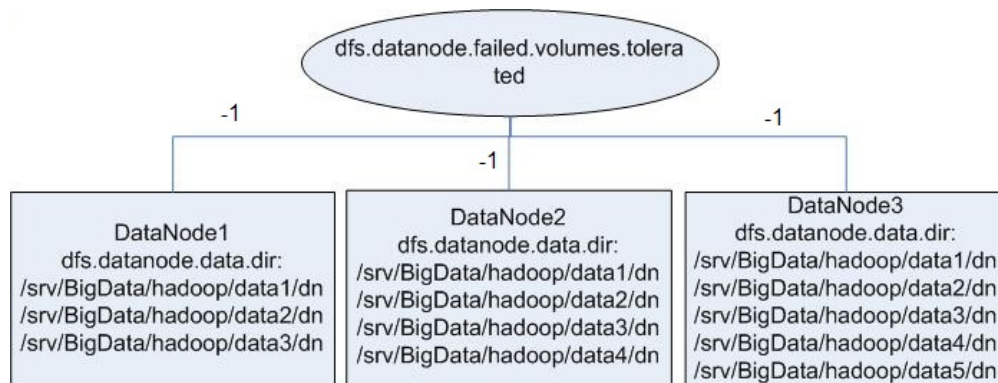 dfs.datanode.failed.volumes.tolera
ted
-1
-1
-1
DataNode1
dfs.datanode.data.dir:
/srv/BigData/hadoop/data1/dn
/srv/BigData/hadoop/data2/dn
/srv/BigData/hadoop/data3/dn
DataNode2
dfs.datanode.data.dir:
/srv/BigData/hadoop/data1/dn
/srv/BigData/hadoop/data2/dn
/srv/BigData/hadoop/data3/dn
/srv/BigData/hadoop/data4/dn
DataNode3
dfs.datanode.data.dir:
/srv/BigData/hadoop/data1/dn
/srv/BigData/hadoop/data2/dn
/srv/BigData/hadoop/data3/dn
/srv/BigData/hadoop/data4/dn
/srv/BigData/hadoop/data5/dn